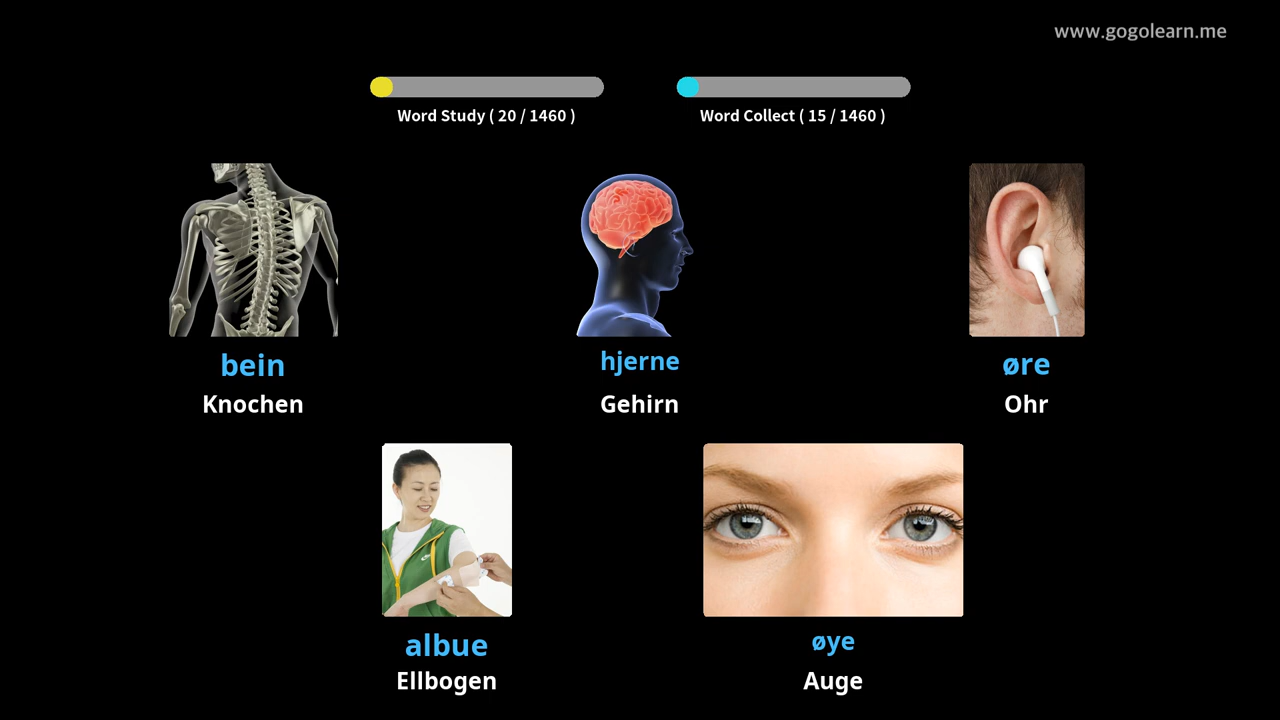 www.gogolearn.me
Word Study ( 20 / 1460 )
Word Collect ( 15 / 1460 )
bein
Knochen
hjerne
Gehirn
øre
Ohr
albue
Ellbogen
øye
Auge